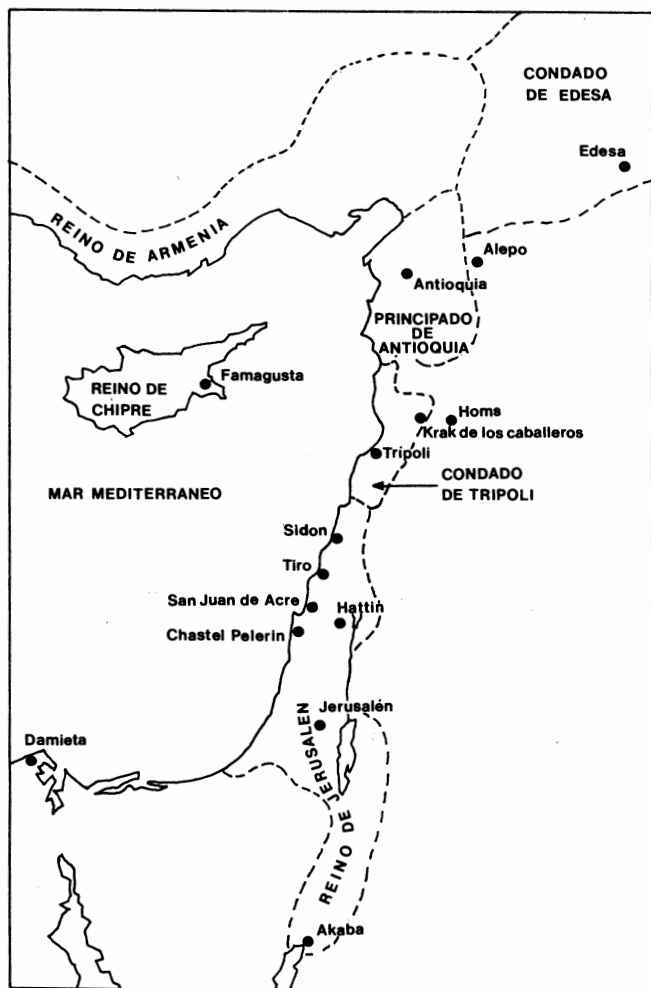 CONDADO
DE EDESA
Edesa
REINO DE ARMENIA
Alepo
Antioquia
PRINCIPADO
DE
ANTIOQUIA
REINO DE
CHIPRE
Famagusta
Homs
Krak de los caballeros
Trípoli
CONDADO
DE TRIPOLI
MAR MEDITERRANEO
Sidon
Tiro
San Juan de Acre
Hattin
Chastel Pelerin
Jerusalén
REINO DE JERUSALEN
Damieta
Akaba